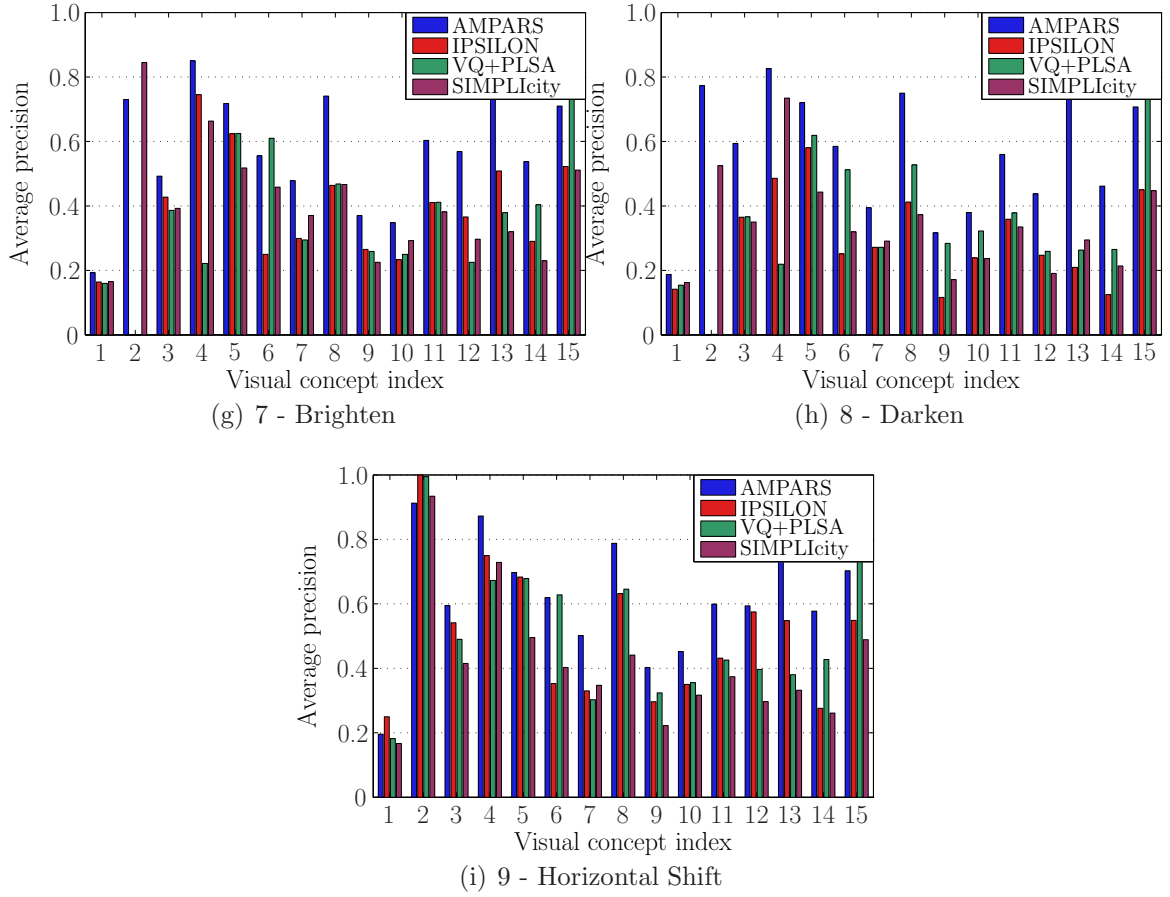 1.0
0.8
0.6
0.4
0.2
0
Average precision
AMPARS
IPSILON
VQ+PLSA
SIMPLIcity
1 2 3 4 5 6 7 8 9 10 11 12 13 14 15
Visual concept index
(g) 7 - Brighten
1.0
0.8
0.6
0.4
0.2
0
Average precision
AMPARS
IPSILON
VQ+PLSA
SIMPLIcity
1 2 3 4 5 6 7 8 9 10 11 12 13 14 15
Visual concept index
(h) 8 - Darken
1.0
0.8
0.6
0.4
0.2
0
Average precision
AMPARS
IPSILON
VQ+PLSA
SIMPLIcity
1 2 3 4 5 6 7 8 9 10 11 12 13 14 15
Visual concept index
(i) 9 - Horizontal Shift